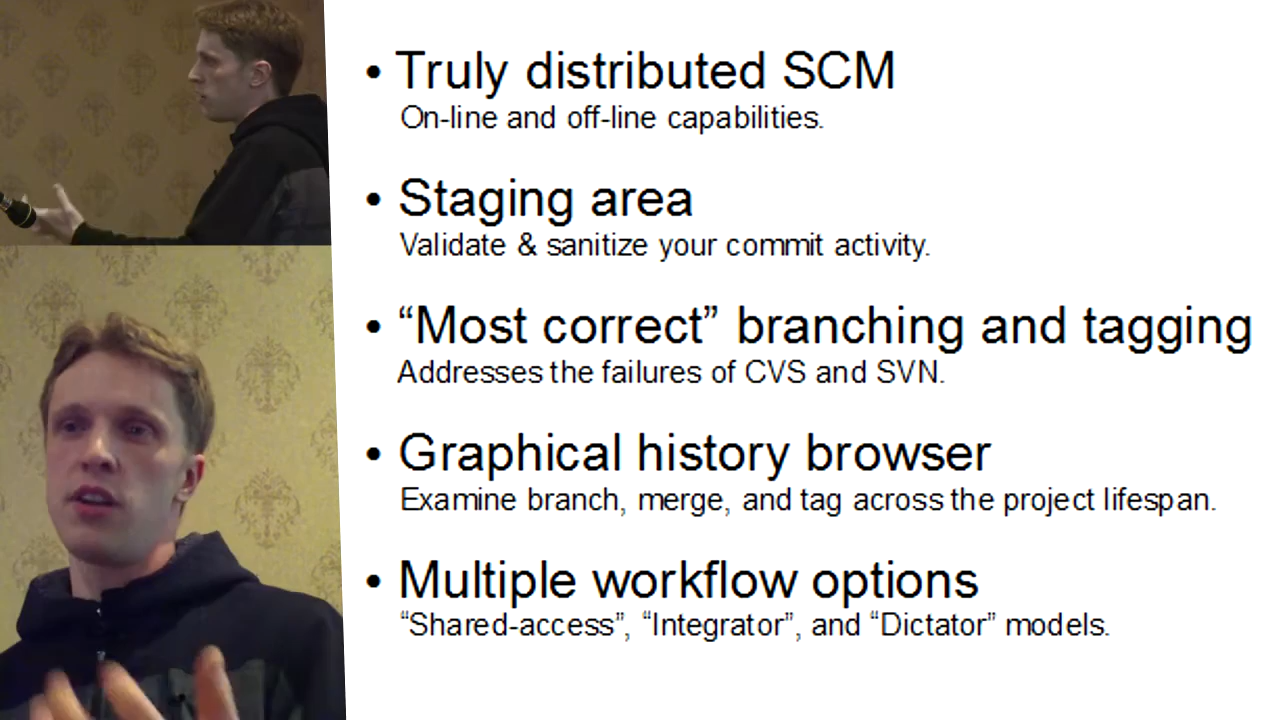 • Truly distributed SCM
On-line and off-line capabilities.
• Staging area
Validate & sanitize your commit activity.
• “Most correct” branching and tagging
Addresses the failures of CVS and SVN.
• Graphical history browser
Examine branch, merge, and tag across the project lifespan.
• Multiple workflow options
“Shared-access”, “Integrator”, and “Dictator” models.